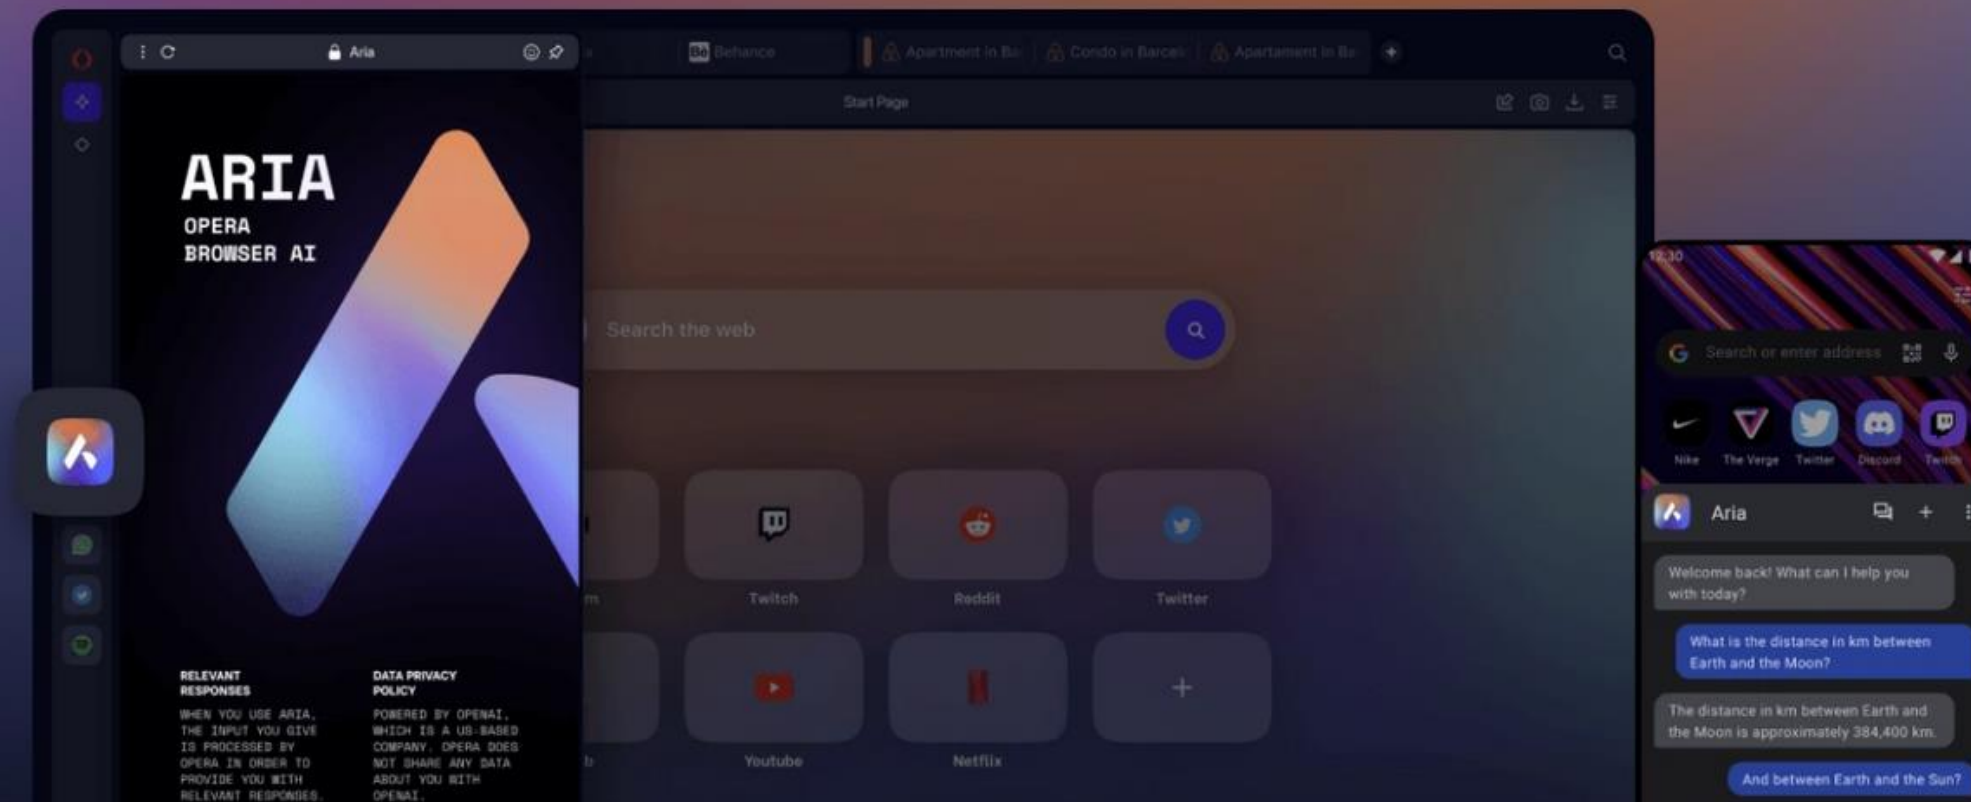 Aria
Behance
Apartment in Ba
Condo in Barcel
Apartament in Ba
Start Page
ARIA
OPERA
BROWSER AI
Search the web
Twitch
Reddit
Twitter
Youtube
Netflix
RELEVANT
RESPONSES
WHEN YOU USE ARIA,
THE INPUT YOU GIVE
IS PROCESSED BY
OPERA IN ORDER TO
PROVIDE YOU WITH
RELEVANT RESPONSES.
DATA PRIVACY
POLICY
POWERED BY OPENAI,
WHICH IS A US-BASED
COMPANY. OPERA DOES
NOT SHARE ANY DATA
ABOUT YOU WITH
OPENAI.
12:30
Search or enter address
Nike
The Verge
Twitter
Discord
Twitch
Aria
Welcome back! What can I help you
with today?
What is the distance in km between
Earth and the Moon?
The distance in km between Earth and
the Moon is approximately 384,400 km.
And between Earth and the Sun?